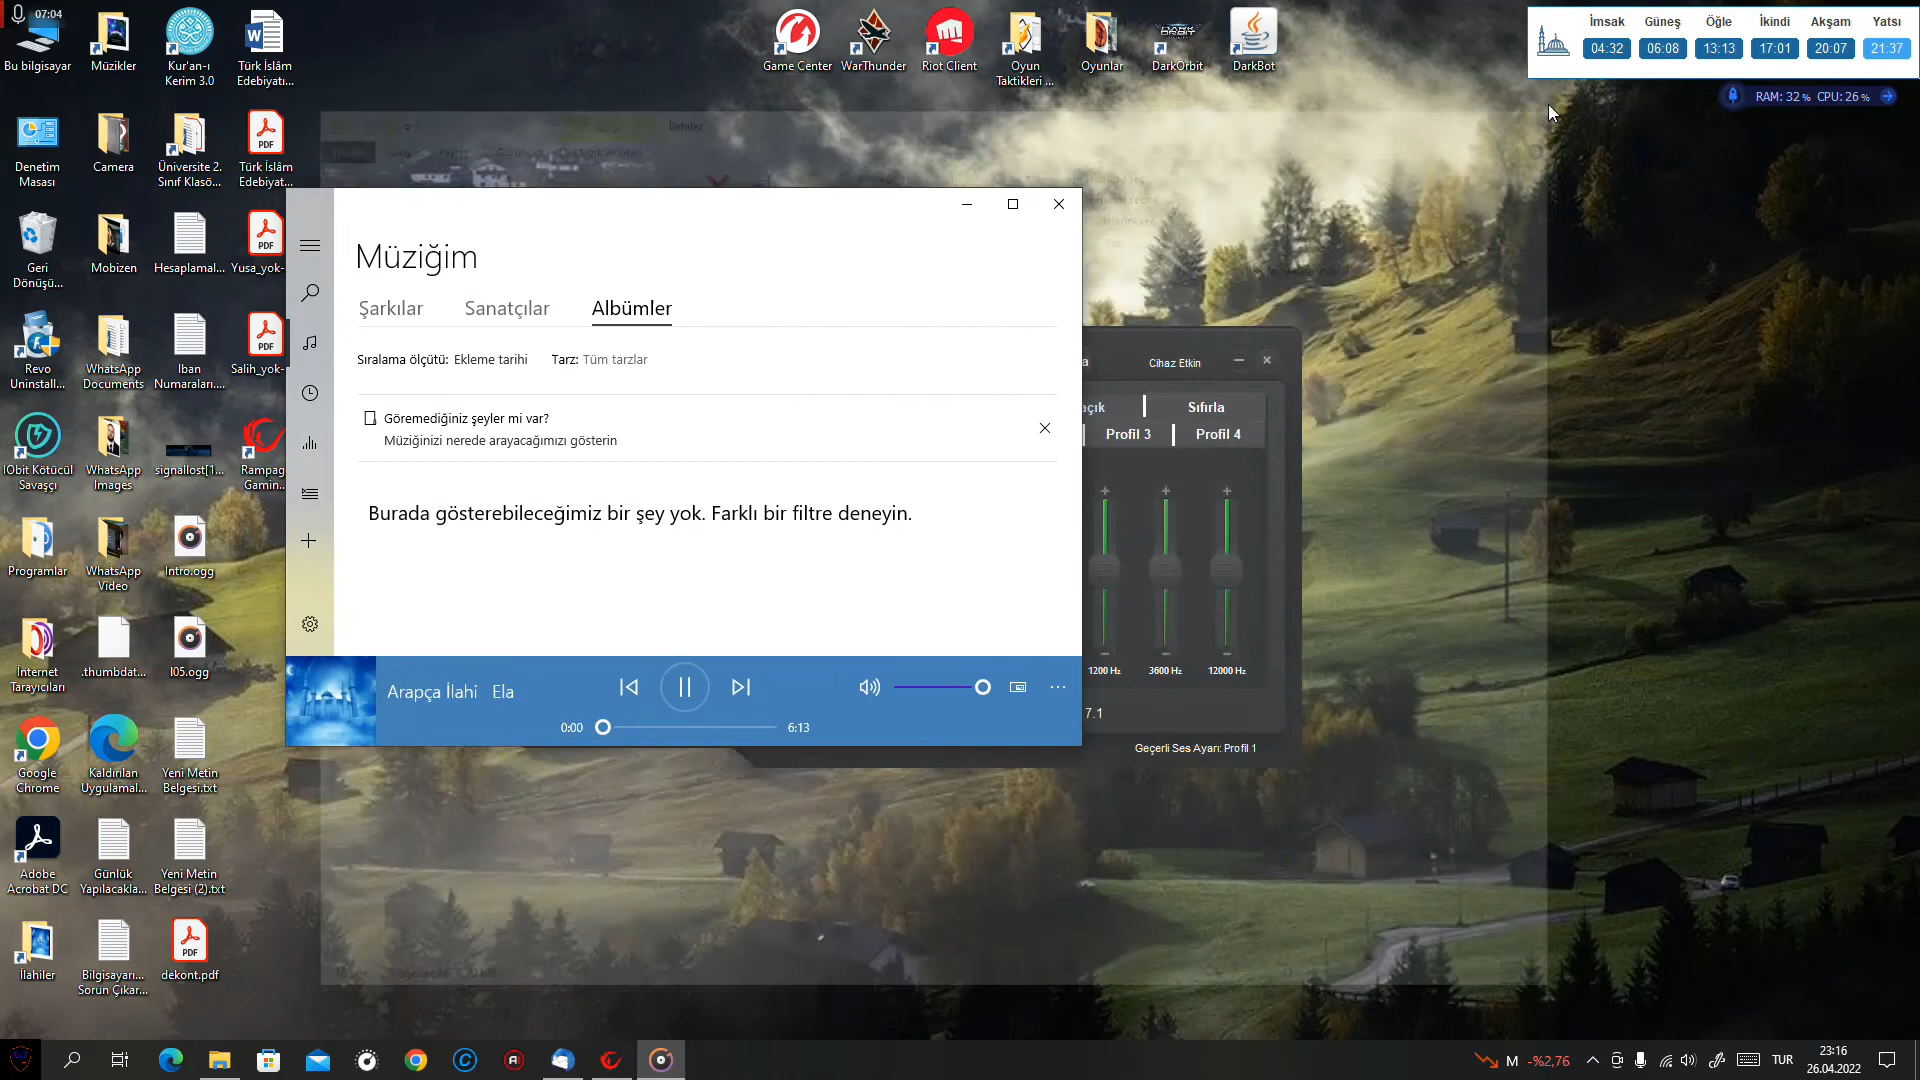 07:04
Bu bilgisayar
Müzikler
Kur'an-ı Kerim 3.0
Türk İslâm Edebiyatı...
Game Center
WarThunder
Riot Client
Oyun Taktikleri ...
Oyunlar
DarkOrbit
DarkBot
İmsak Güneş Öğle İkindi Akşam Yatsı
04:32 06:08 13:13 17:01 20:07 21:37
RAM: 32 % CPU: 26 %
Denetim Masası
Camera
Üniversite 2. Sınıf Klasö...
Türk İslâm Edebiyat...
Geri Dönüşü...
Mobizen
Hesaplamal...
Yusa_yok-
Revo Uninstall...
WhatsApp Documents
Iban Numaraları....
Salih_yok-
IObit Kötücül Savaşçı
WhatsApp Images
signallost[1...
Rampag Gamin...
Programlar
WhatsApp Video
Intro.ogg
İnternet Tarayıcıları
.thumbdat...
I05.ogg
Google Chrome
Kaldırılan Uygulamal...
Yeni Metin Belgesi.txt
Adobe Acrobat DC
Günlük Yapılacakla...
Yeni Metin Belgesi (2).txt
İlahiler
Bilgisayarı... Sorun Çıkar...
dekont.pdf
Müziğim
Şarkılar Sanatçılar Albümler
Sıralama ölçütü: Ekleme tarihi Tarz: Tüm tarzlar
Göremediğiniz şeyler mi var?
Müziğinizi nerede arayacağımızı gösterin
Burada gösterebileceğimiz bir şey yok. Farklı bir filtre deneyin.
Arapça İlahi Ela
0:00 6:13
a Cihaz Etkin
açık Sıfırla
Profil 3 Profil 4
1200 Hz 3600 Hz 12000 Hz
7.1
Geçerli Ses Ayarı: Profil 1
M -%2,76
TUR
23:16
26.04.2022